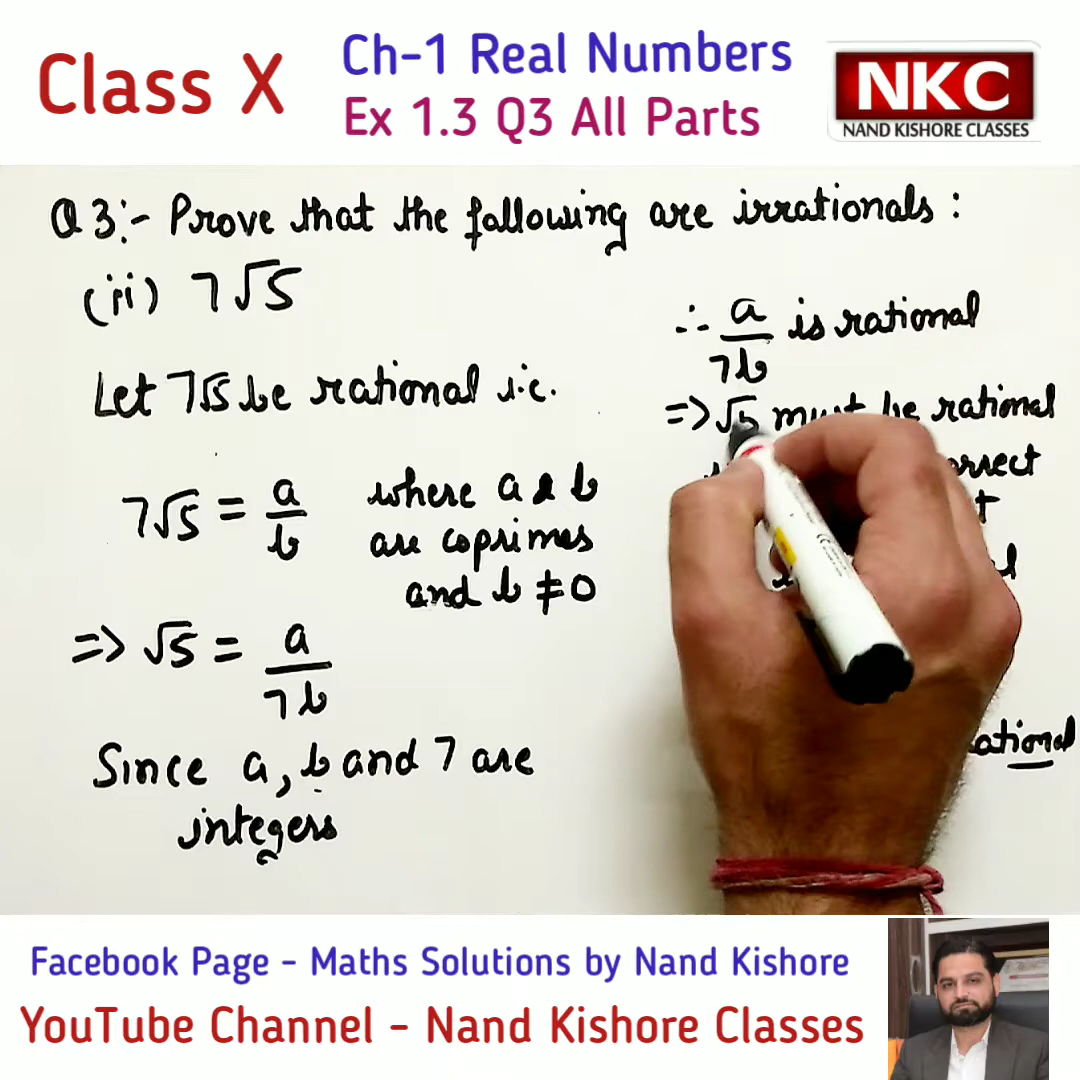 Class X
Ch-1 Real Numbers
Ex 1.3 Q3 All Parts
NKC
NAND KISHORE CLASSES
Q 3:- Prove that the following are irrationals :
(ii) 7√5
Let 7√5 be rational i.e.
7√5 = a/b where a & b
are coprimes
and b ≠ 0
=> √5 = a/7b
Since a, b and 7 are
integers
∴ a/7b is rational
=> √5 must be rational
Facebook Page - Maths Solutions by Nand Kishore
YouTube Channel - Nand Kishore Classes